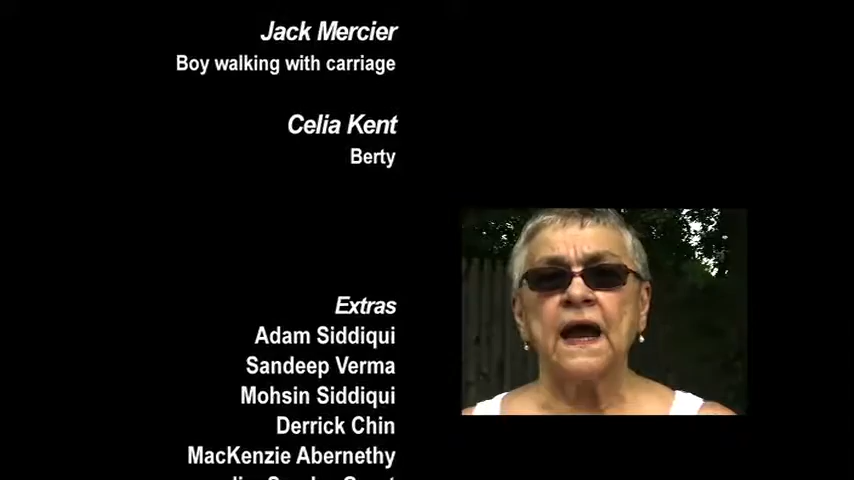 Jack Mercier
Boy walking with carriage
Celia Kent
Berty
Extras
Adam Siddiqui
Sandeep Verma
Mohsin Siddiqui
Derrick Chin
MacKenzie Abernethy